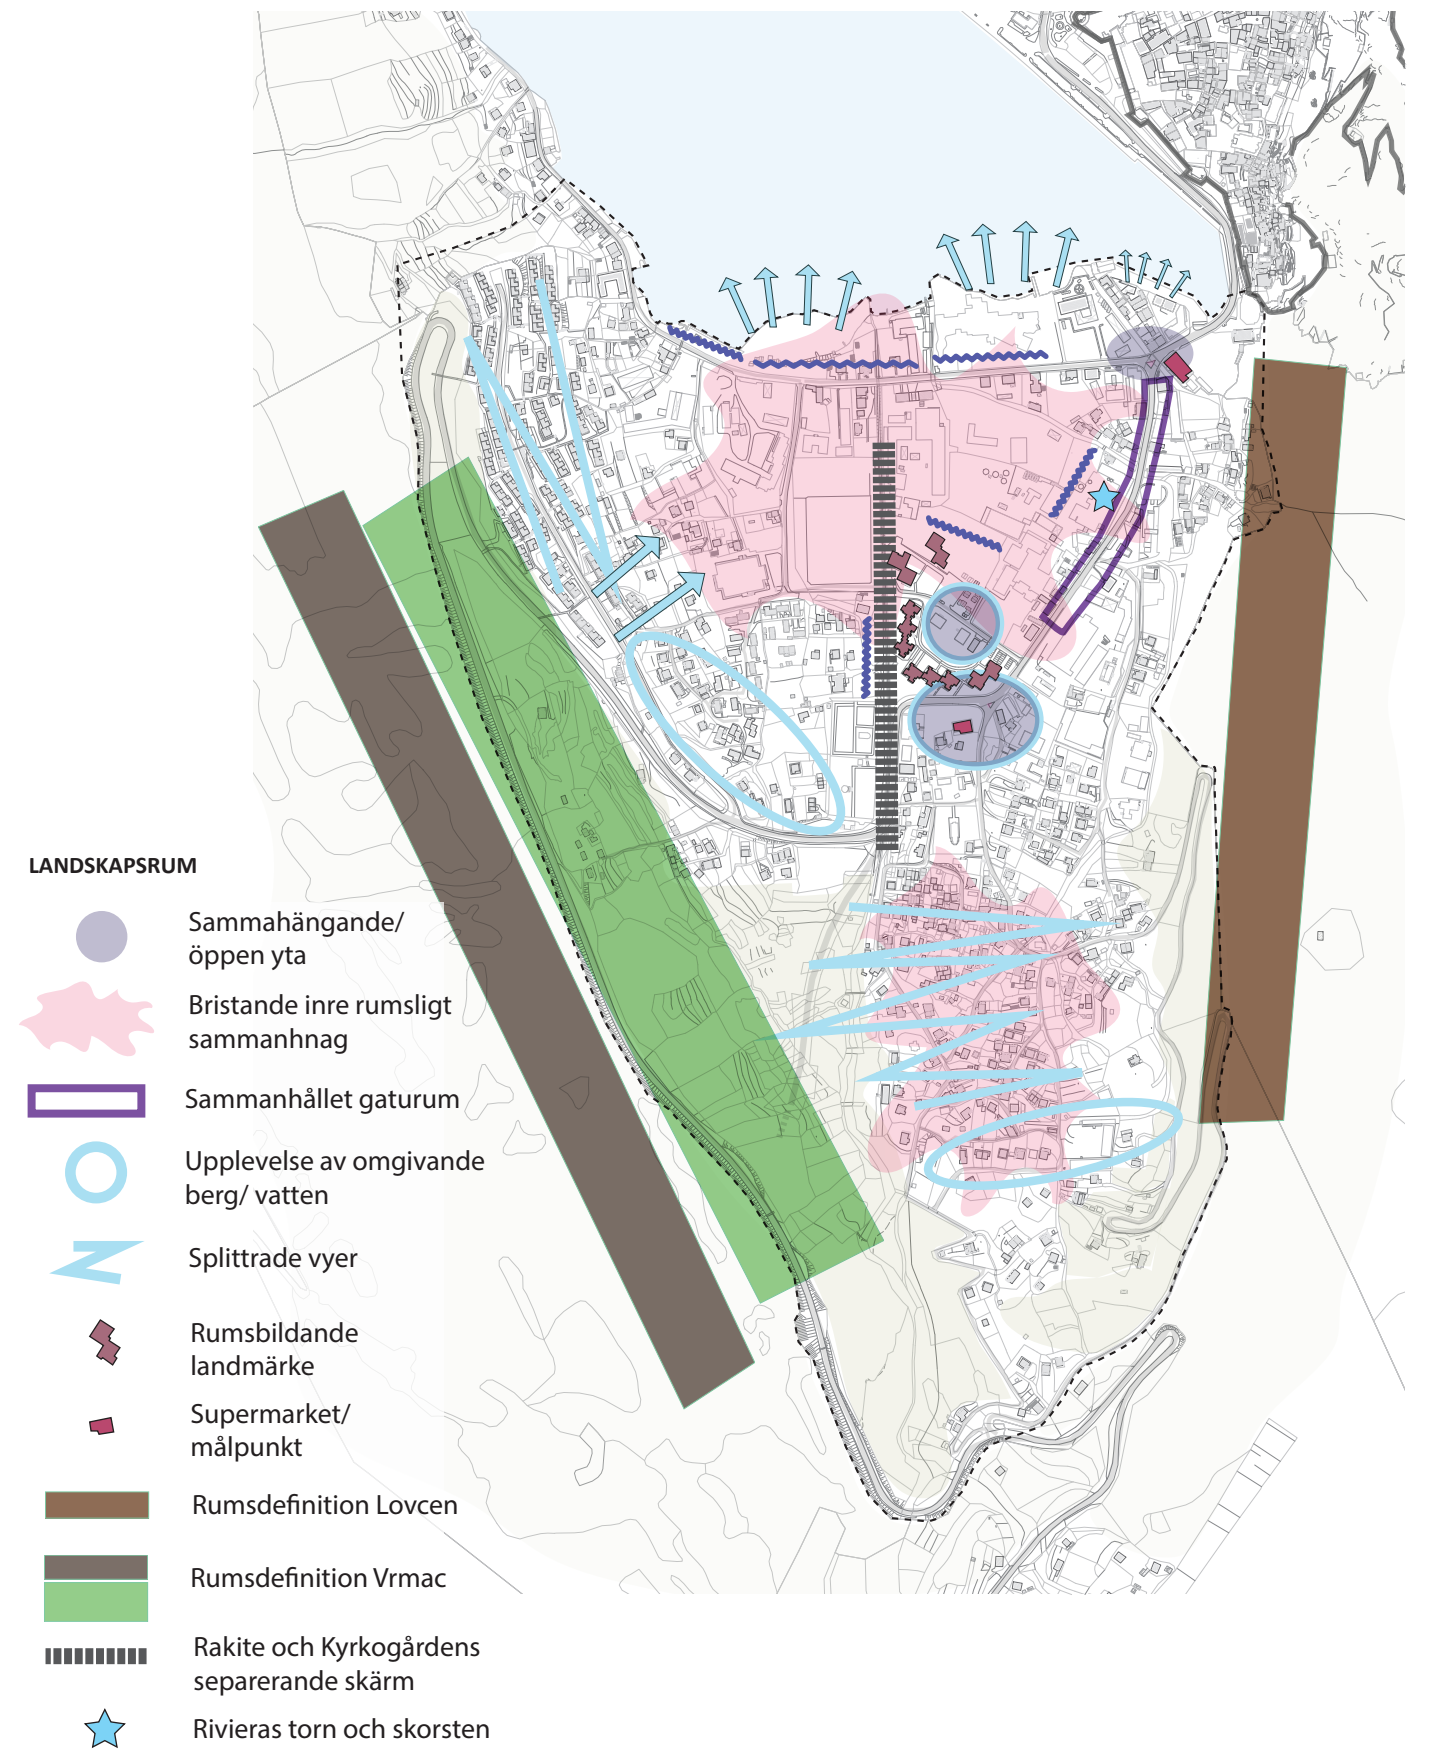 LANDSKAPSRUM
Sammahängande/
öppen yta
Bristande inre rumsligt
sammanhnag
Sammanhållet gaturum
Upplevelse av omgivande
berg/ vatten
Splittrade vyer
Rumsbildande
landmärke
Supermarket/
målpunkt
Rumsdefinition Lovcen
Rumsdefinition Vrmac
Rakite och Kyrkogårdens
separerande skärm
Rivieras torn och skorsten